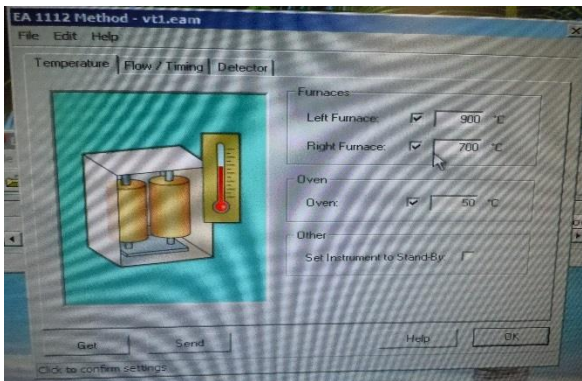 EA 1112 Method - vt1.eam
File Edit Help
Temperature Flow / Timing Detector
Furnaces
Left Furnace: 900 °C
Right Furnace: 700 °C
Oven
Oven: 50 °C
Other
Set Instrument to Stand-By:
Get Send Help OK
Click to confirm settings